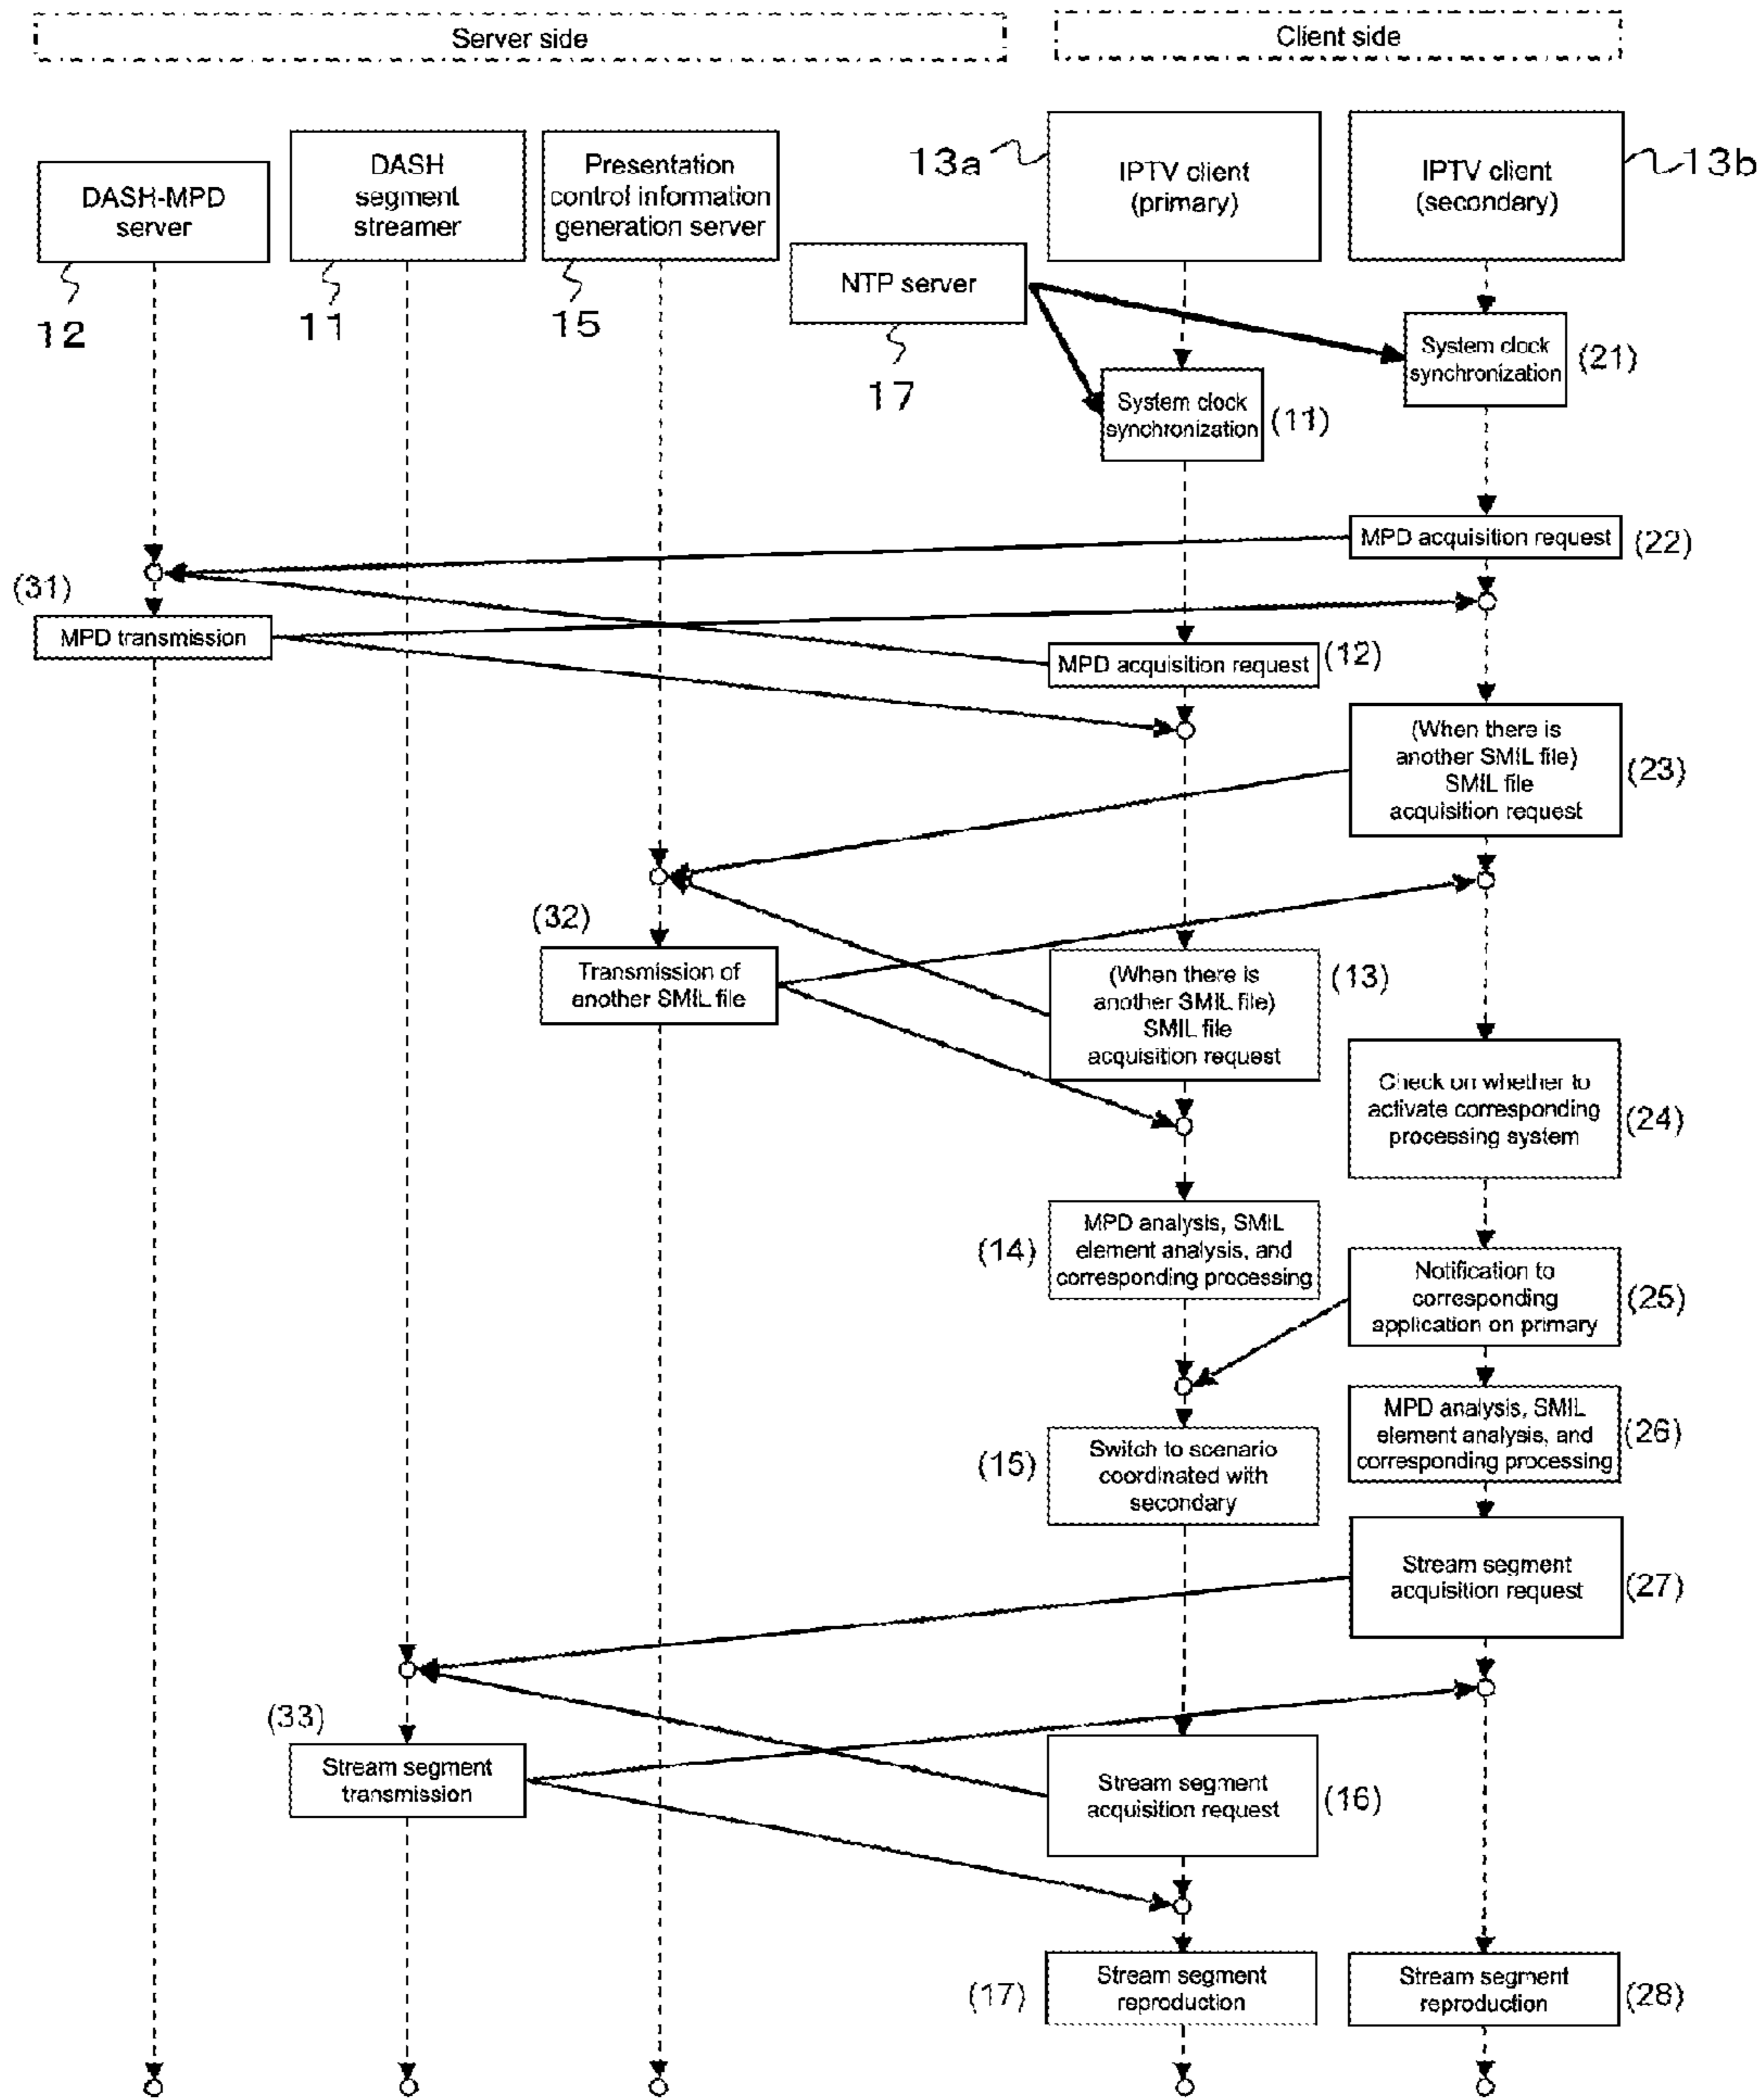 Server side
Client side
DASH-MPD
server
12
DASH
segment
streamer
11
Presentation
control information
generation server
15
NTP server
17
13a
IPTV client
(primary)
IPTV client
(secondary)
13b
System clock
synchronization
(21)
System clock
synchronization
(11)
MPD acquisition request
(22)
(31)
MPD transmission
MPD acquisition request
(12)
(When there is
another SMIL file)
SMIL file
acquisition request
(23)
(32)
Transmission of
another SMIL file
(When there is
another SMIL file)
SMIL file
acquisition request
(13)
Check on whether to
activate corresponding
processing system
(24)
(14)
MPD analysis, SMIL
element analysis, and
corresponding processing
Notification to
corresponding
application on primary
(25)
(15)
Switch to scenario
coordinated with
secondary
MPD analysis, SMIL
element analysis, and
corresponding processing
(26)
Stream segment
acquisition request
(27)
(33)
Stream segment
transmission
Stream segment
acquisition request
(16)
(17)
Stream segment
reproduction
Stream segment
reproduction
(28)